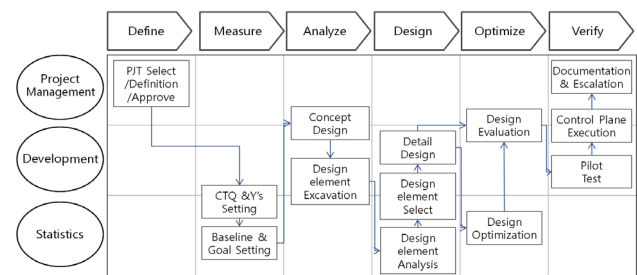 Define
Measure
Analyze
Design
Optimize
Verify
Project
Management
Development
Statistics
PJT Select
/Definition
/Approve
CTQ &Y's
Setting
Baseline &
Goal Setting
Concept
Design
Design
element
Excavation
Detail
Design
Design
element
Select
Design
element
Analysis
Design
Evaluation
Design
Optimization
Documentation
& Escalation
Control Plane
Execution
Pilot
Test